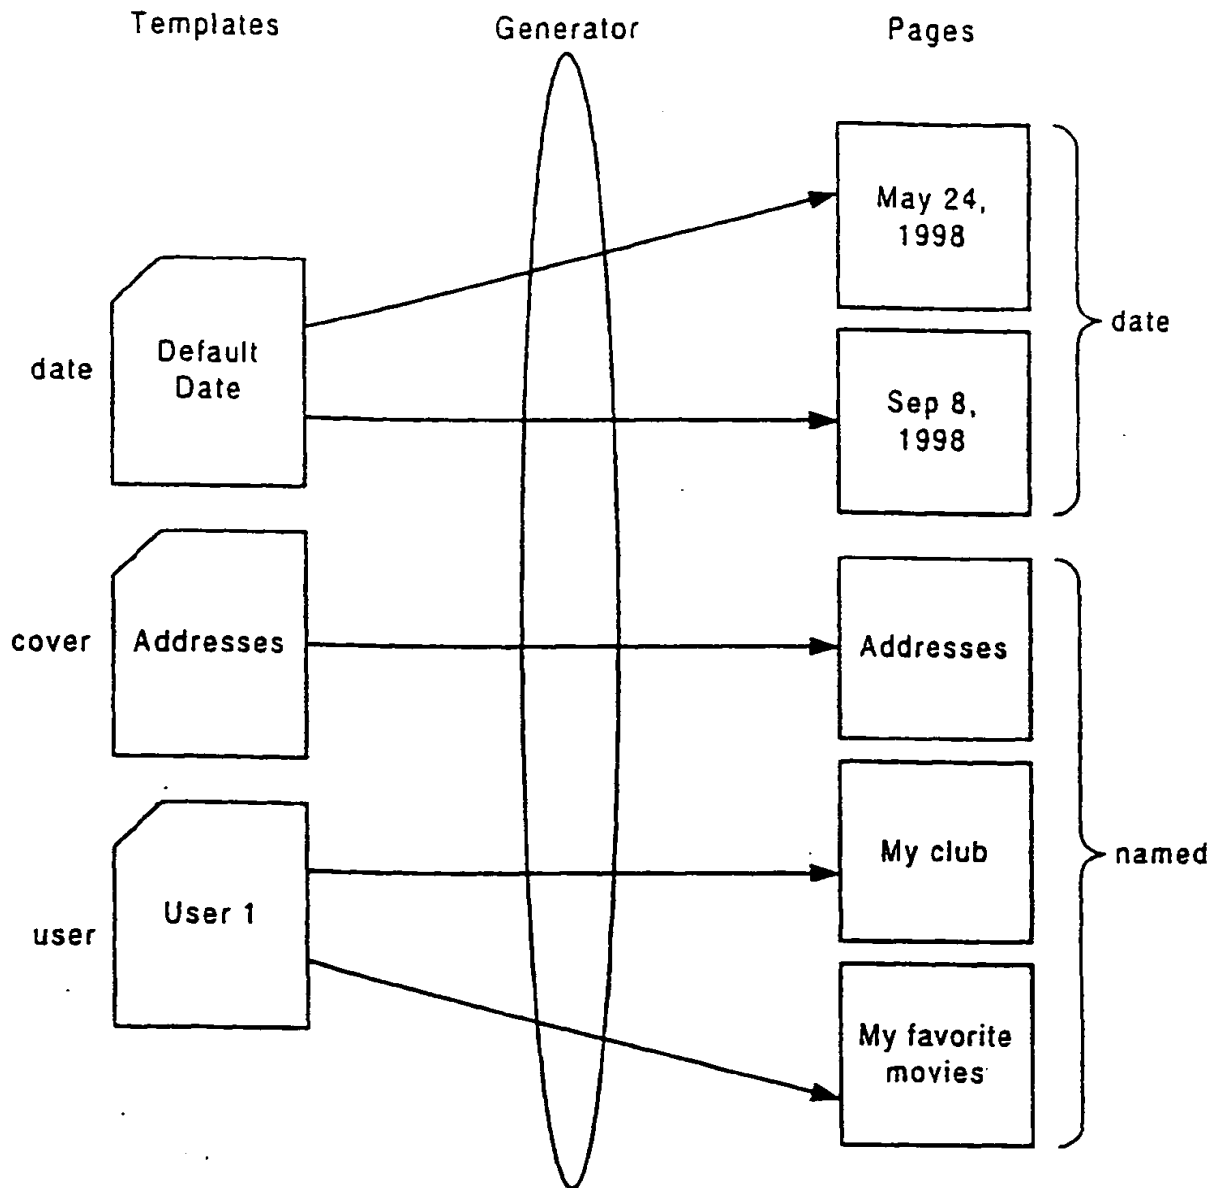 Templates
Generator
Pages
May 24,
1998
date
Default
Date
date
Sep 8,
1998
cover
Addresses
Addresses
My club
named
User 1
user
My favorite
movies